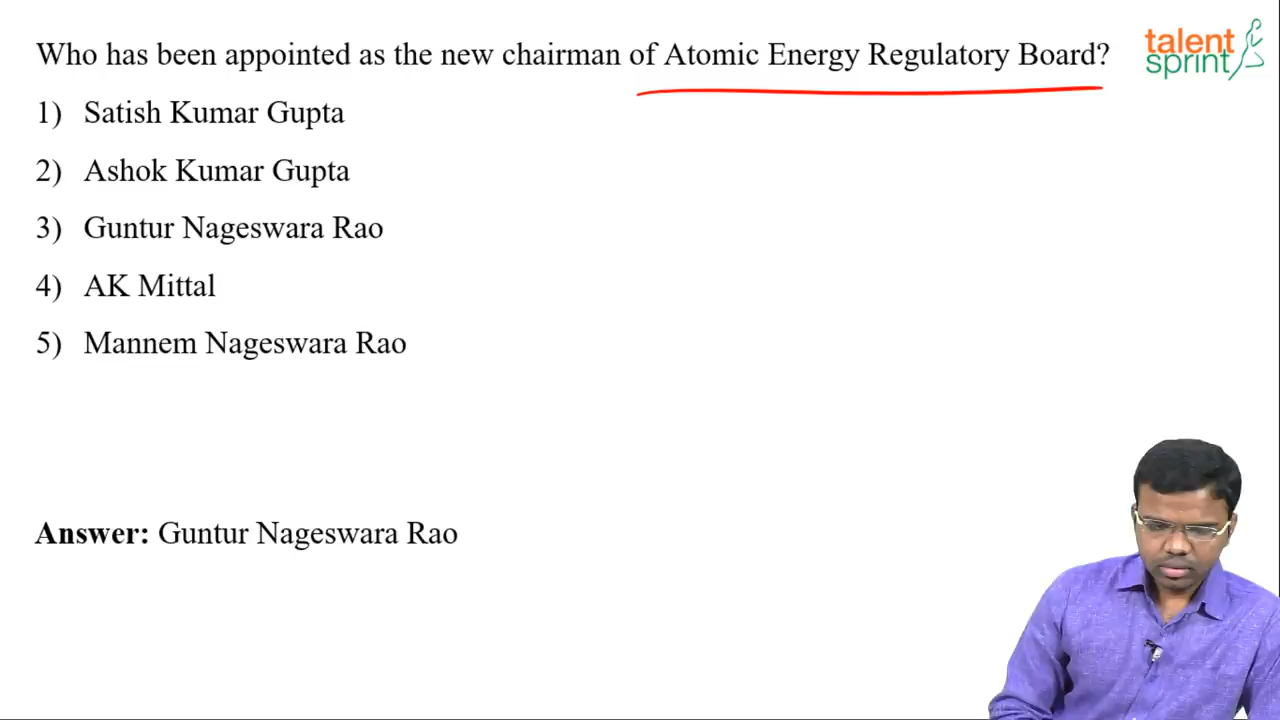 Who has been appointed as the new chairman of Atomic Energy Regulatory Board?
talent
sprint
1) Satish Kumar Gupta
2) Ashok Kumar Gupta
3) Guntur Nageswara Rao
4) AK Mittal
5) Mannem Nageswara Rao
Answer: Guntur Nageswara Rao